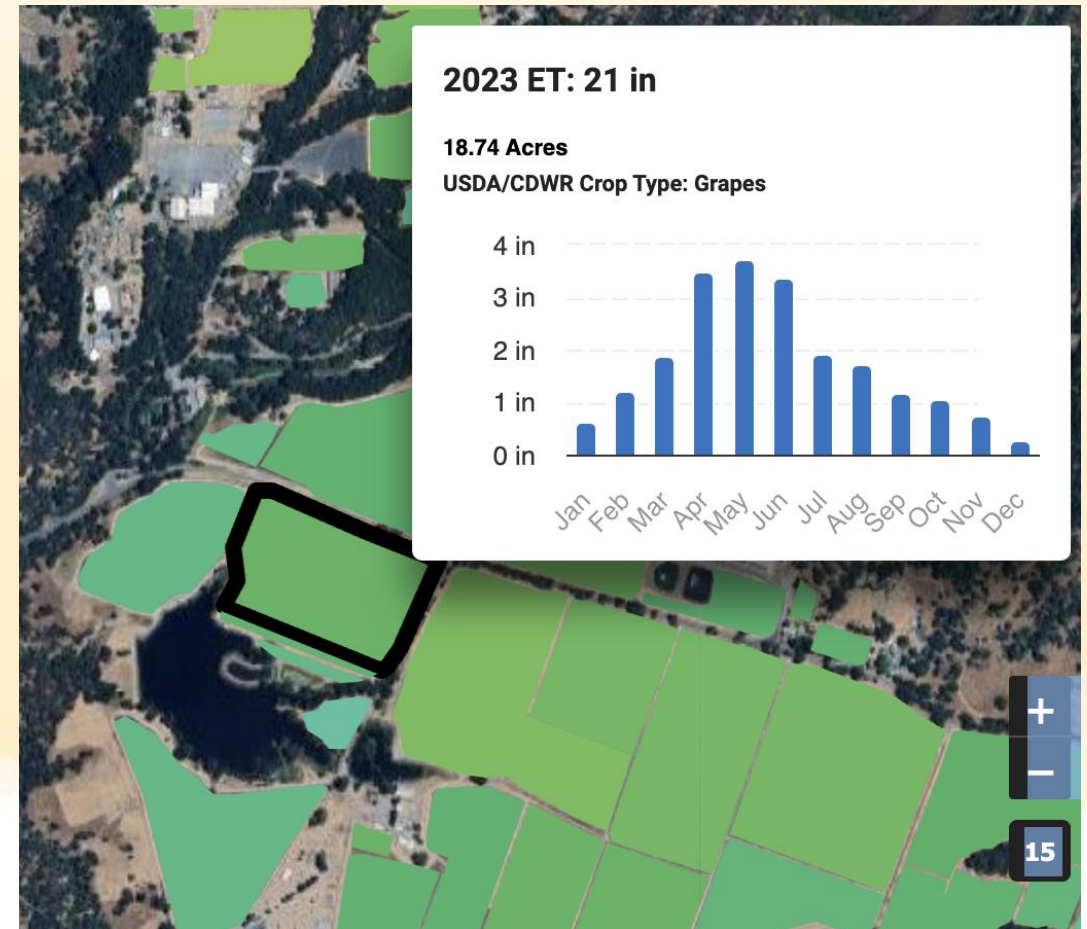 2023 ET: 21 in
18.74 Acres
USDA/CDWR Crop Type: Grapes
4 in
3 in
2 in
1 in
0 in
Jan Feb Mar Apr May Jun Jul Aug Sep Oct Nov Dec
+
−
15